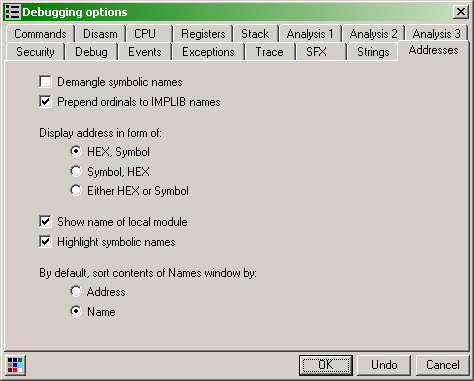 Debugging options
Commands Disasm CPU Registers Stack Analysis 1 Analysis 2 Analysis 3
Security Debug Events Exceptions Trace SFX Strings Addresses
Demangle symbolic names
Prepend ordinals to IMPLIB names
Display address in form of:
HEX, Symbol
Symbol, HEX
Either HEX or Symbol
Show name of local module
Highlight symbolic names
By default, sort contents of Names window by:
Address
Name
OK Undo Cancel